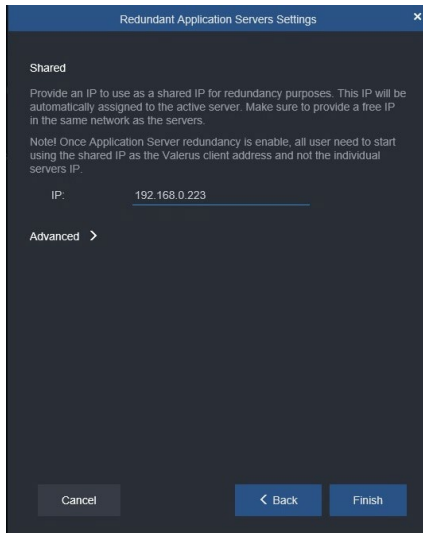 Redundant Application Servers Settings ×
Shared
Provide an IP to use as a shared IP for redundancy purposes. This IP will be
automatically assigned to the active server. Make sure to provide a free IP
in the same network as the servers.
Note! Once Application Server redundancy is enable, all user need to start
using the shared IP as the Valerus client address and not the individual
servers IP.
IP: 192.168.0.223
Advanced >
Cancel < Back Finish